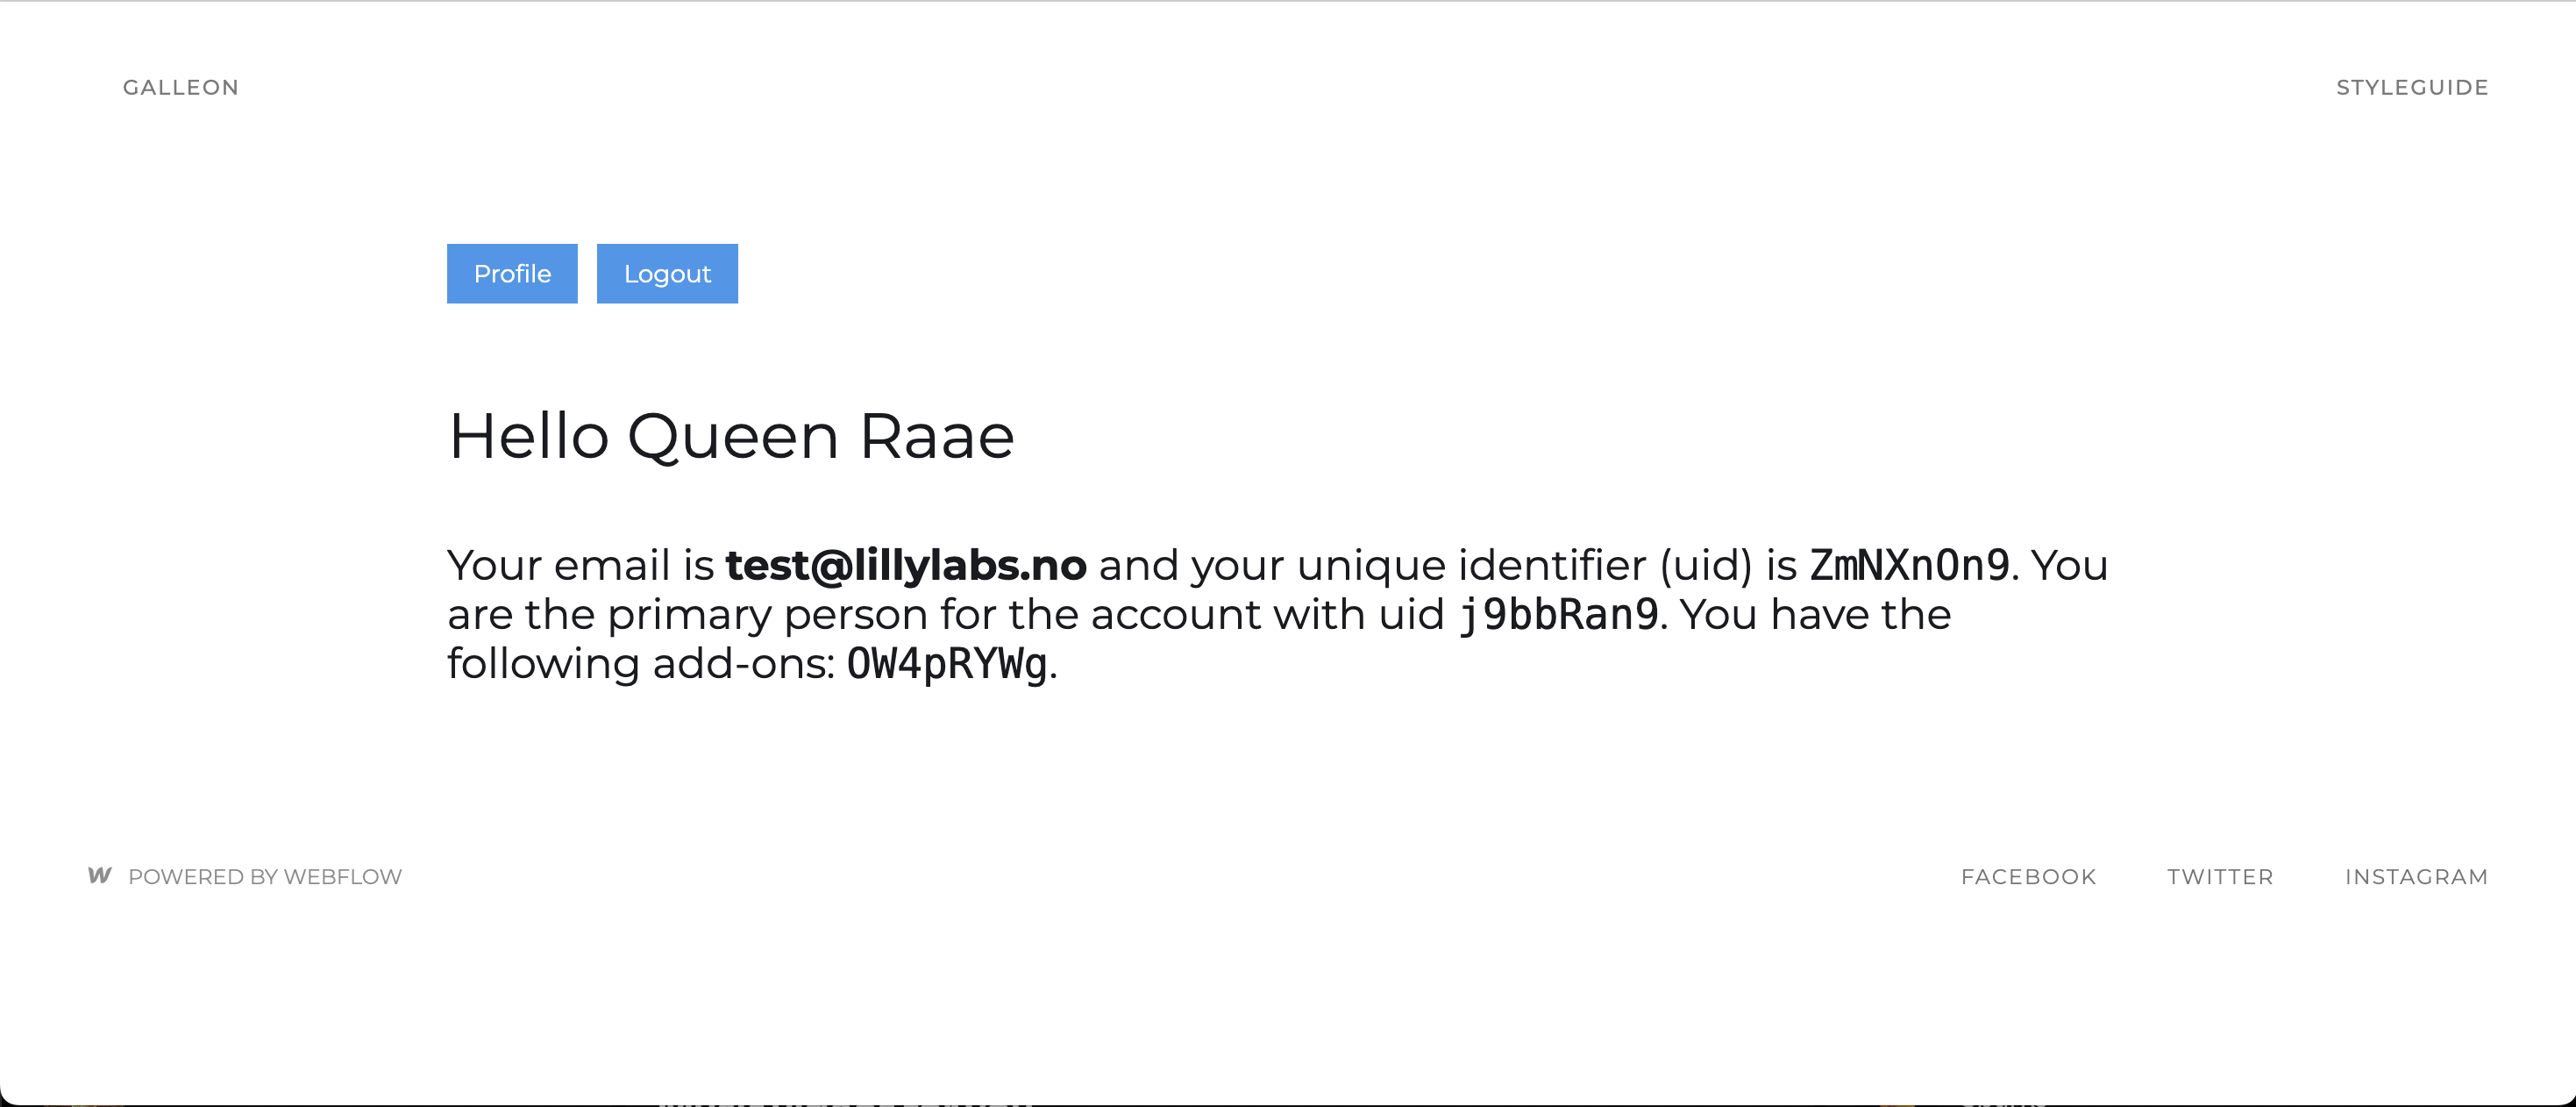 GALLEON
STYLEGUIDE
Profile
Logout
Hello Queen Raae
Your email is test@lillylabs.no and your unique identifier (uid) is ZmNXnOn9. You
are the primary person for the account with uid j9bbRan9. You have the
following add-ons: OW4pRYWg.
POWERED BY WEBFLOW
FACEBOOK
TWITTER
INSTAGRAM